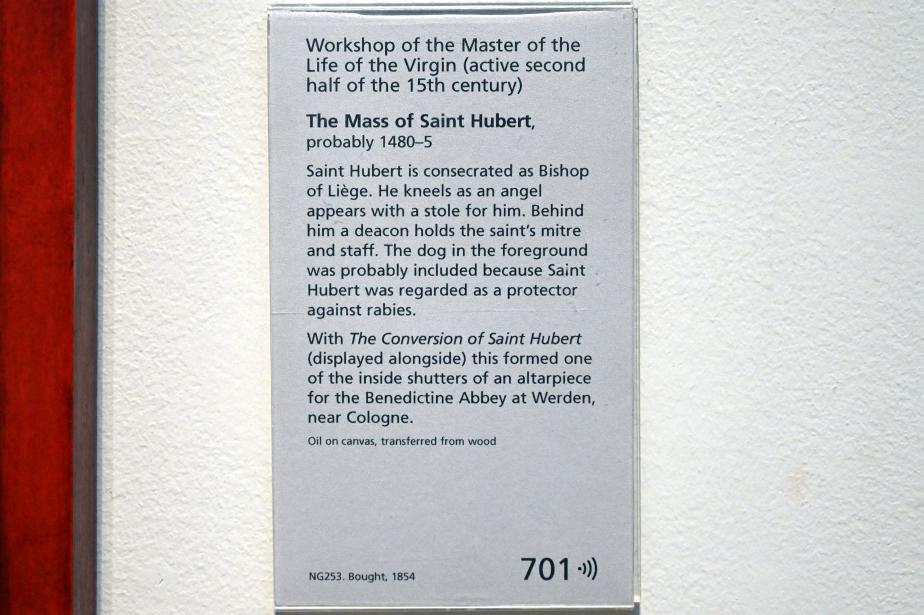 Workshop of the Master of the
Life of the Virgin (active second
half of the 15th century)
The Mass of Saint Hubert,
probably 1480–5
Saint Hubert is consecrated as Bishop
of Liège. He kneels as an angel
appears with a stole for him. Behind
him a deacon holds the saint's mitre
and staff. The dog in the foreground
was probably included because Saint
Hubert was regarded as a protector
against rabies.
With The Conversion of Saint Hubert
(displayed alongside) this formed one
of the inside shutters of an altarpiece
for the Benedictine Abbey at Werden,
near Cologne.
Oil on canvas, transferred from wood
NG253. Bought, 1854
701